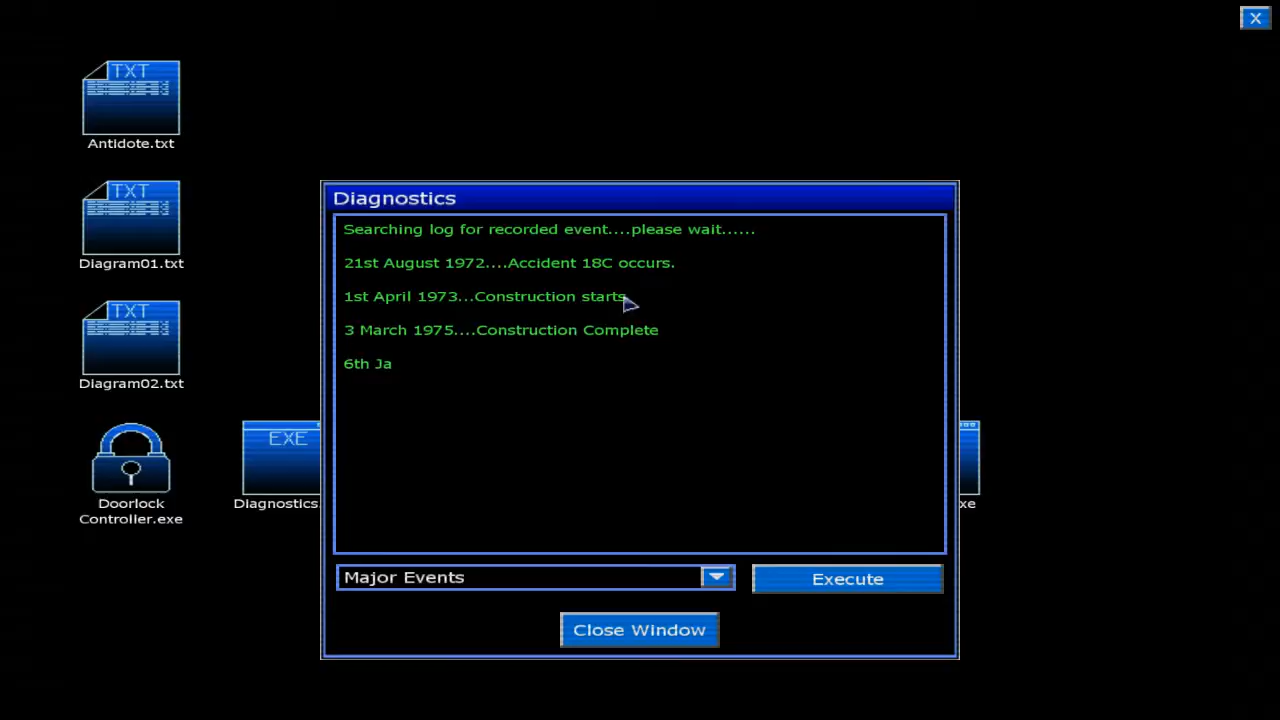 X
TXT
Antidote.txt
TXT
Diagram01.txt
TXT
Diagram02.txt
Doorlock
Controller.exe
EXE
Diagnostics.
xe
Diagnostics
Searching log for recorded event....please wait......
21st August 1972....Accident 18C occurs.
1st April 1973...Construction starts
3 March 1975....Construction Complete
6th Ja
Major Events
Execute
Close Window